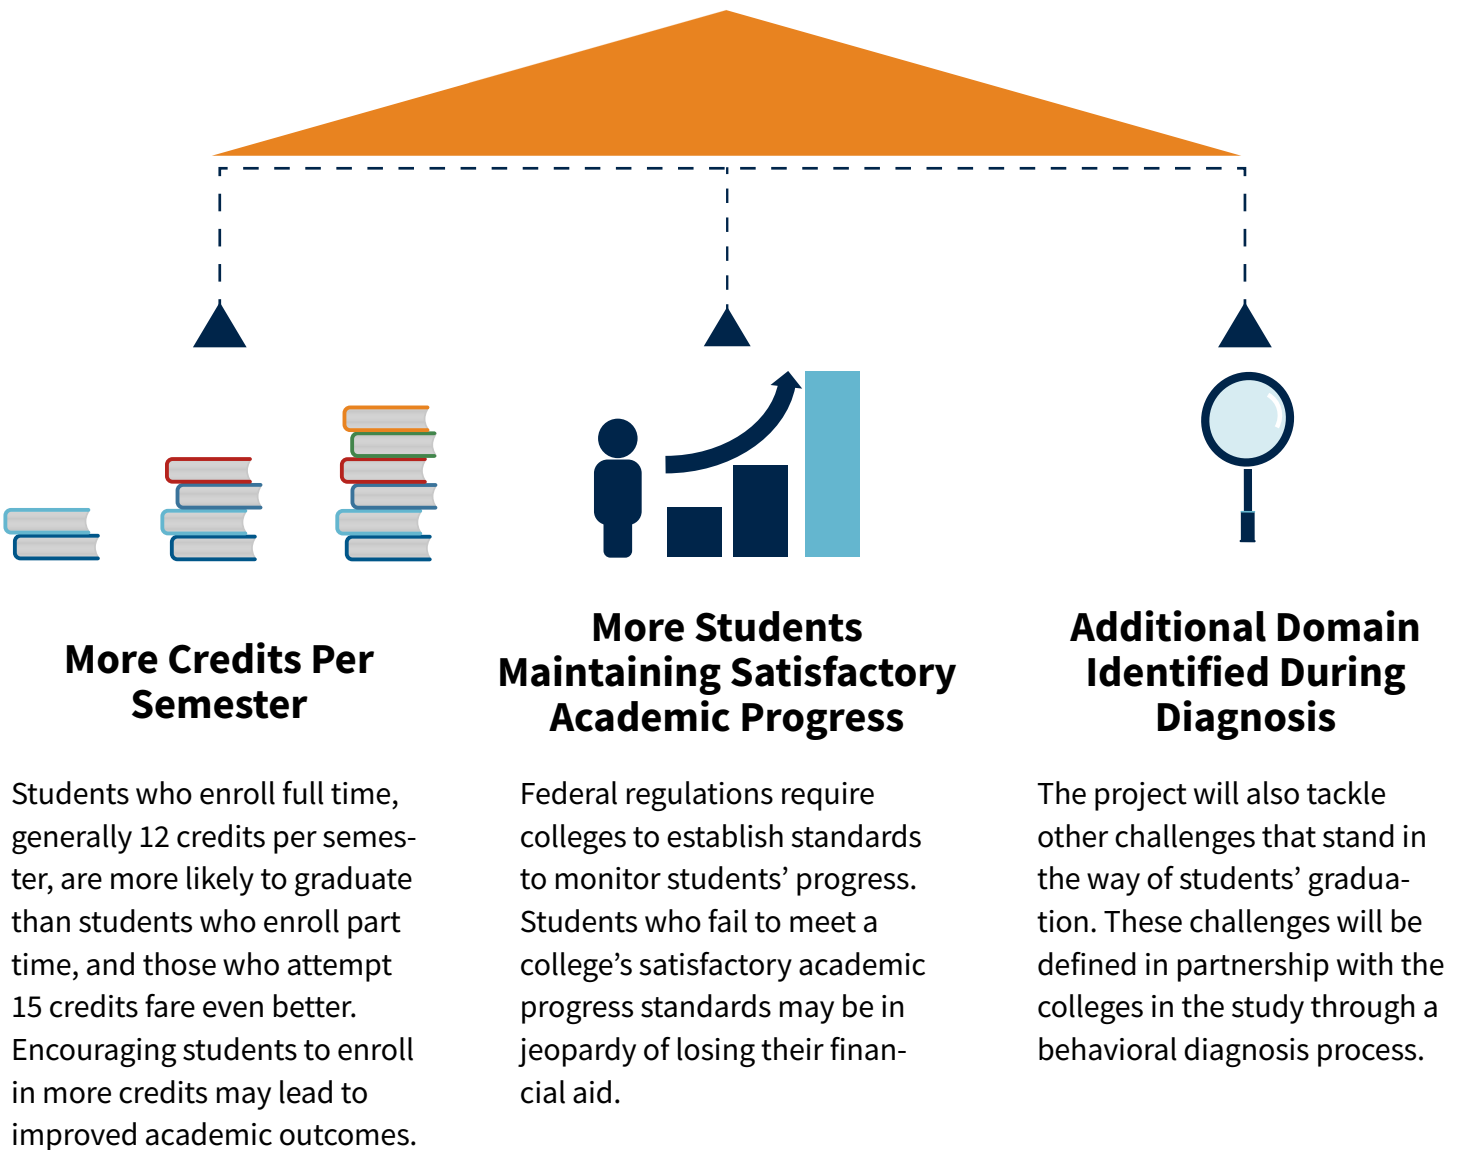 More Credits Per
Semester
Students who enroll full time,
generally 12 credits per semes-
ter, are more likely to graduate
than students who enroll part
time, and those who attempt
15 credits fare even better.
Encouraging students to enroll
in more credits may lead to
improved academic outcomes.
More Students
Maintaining Satisfactory
Academic Progress
Federal regulations require
colleges to establish standards
to monitor students’ progress.
Students who fail to meet a
college’s satisfactory academic
progress standards may be in
jeopardy of losing their finan-
cial aid.
Additional Domain
Identified During
Diagnosis
The project will also tackle
other challenges that stand in
the way of students’ gradua-
tion. These challenges will be
defined in partnership with the
colleges in the study through a
behavioral diagnosis process.